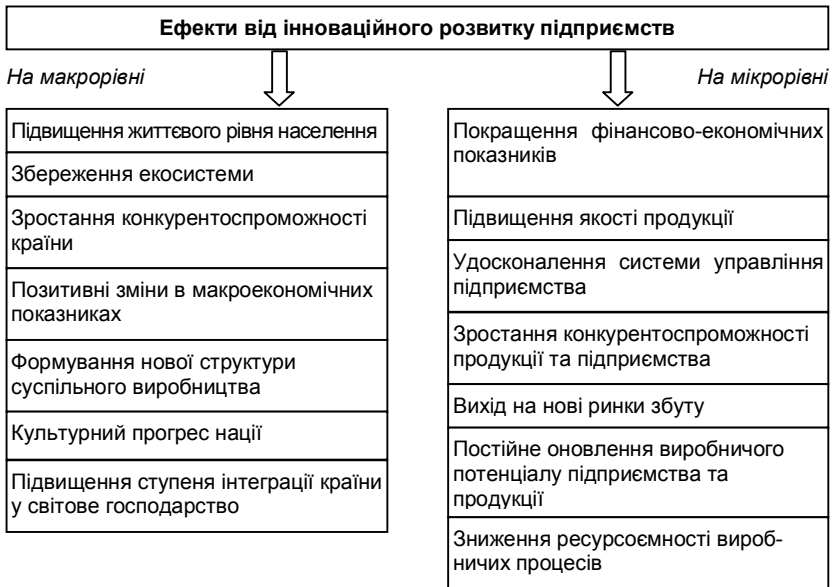 Ефекти від інноваційного розвитку підприємств
На макрорівні
Підвищення життєвого рівня населення
Збереження екосистеми
Зростання конкурентоспроможності
країни
Позитивні зміни в макроекономічних
показниках
Формування нової структури
суспільного виробництва
Культурний прогрес нації
Підвищення ступеня інтеграції країни
у світове господарство
На мікрорівні
Покращення фінансово-економічних
показників
Підвищення якості продукції
Удосконалення системи управління
підприємства
Зростання конкурентоспроможності
продукції та підприємства
Вихід на нові ринки збуту
Постійне оновлення виробничого
потенціалу підприємства та
продукції
Зниження ресурсоємності вироб-
ничих процесів